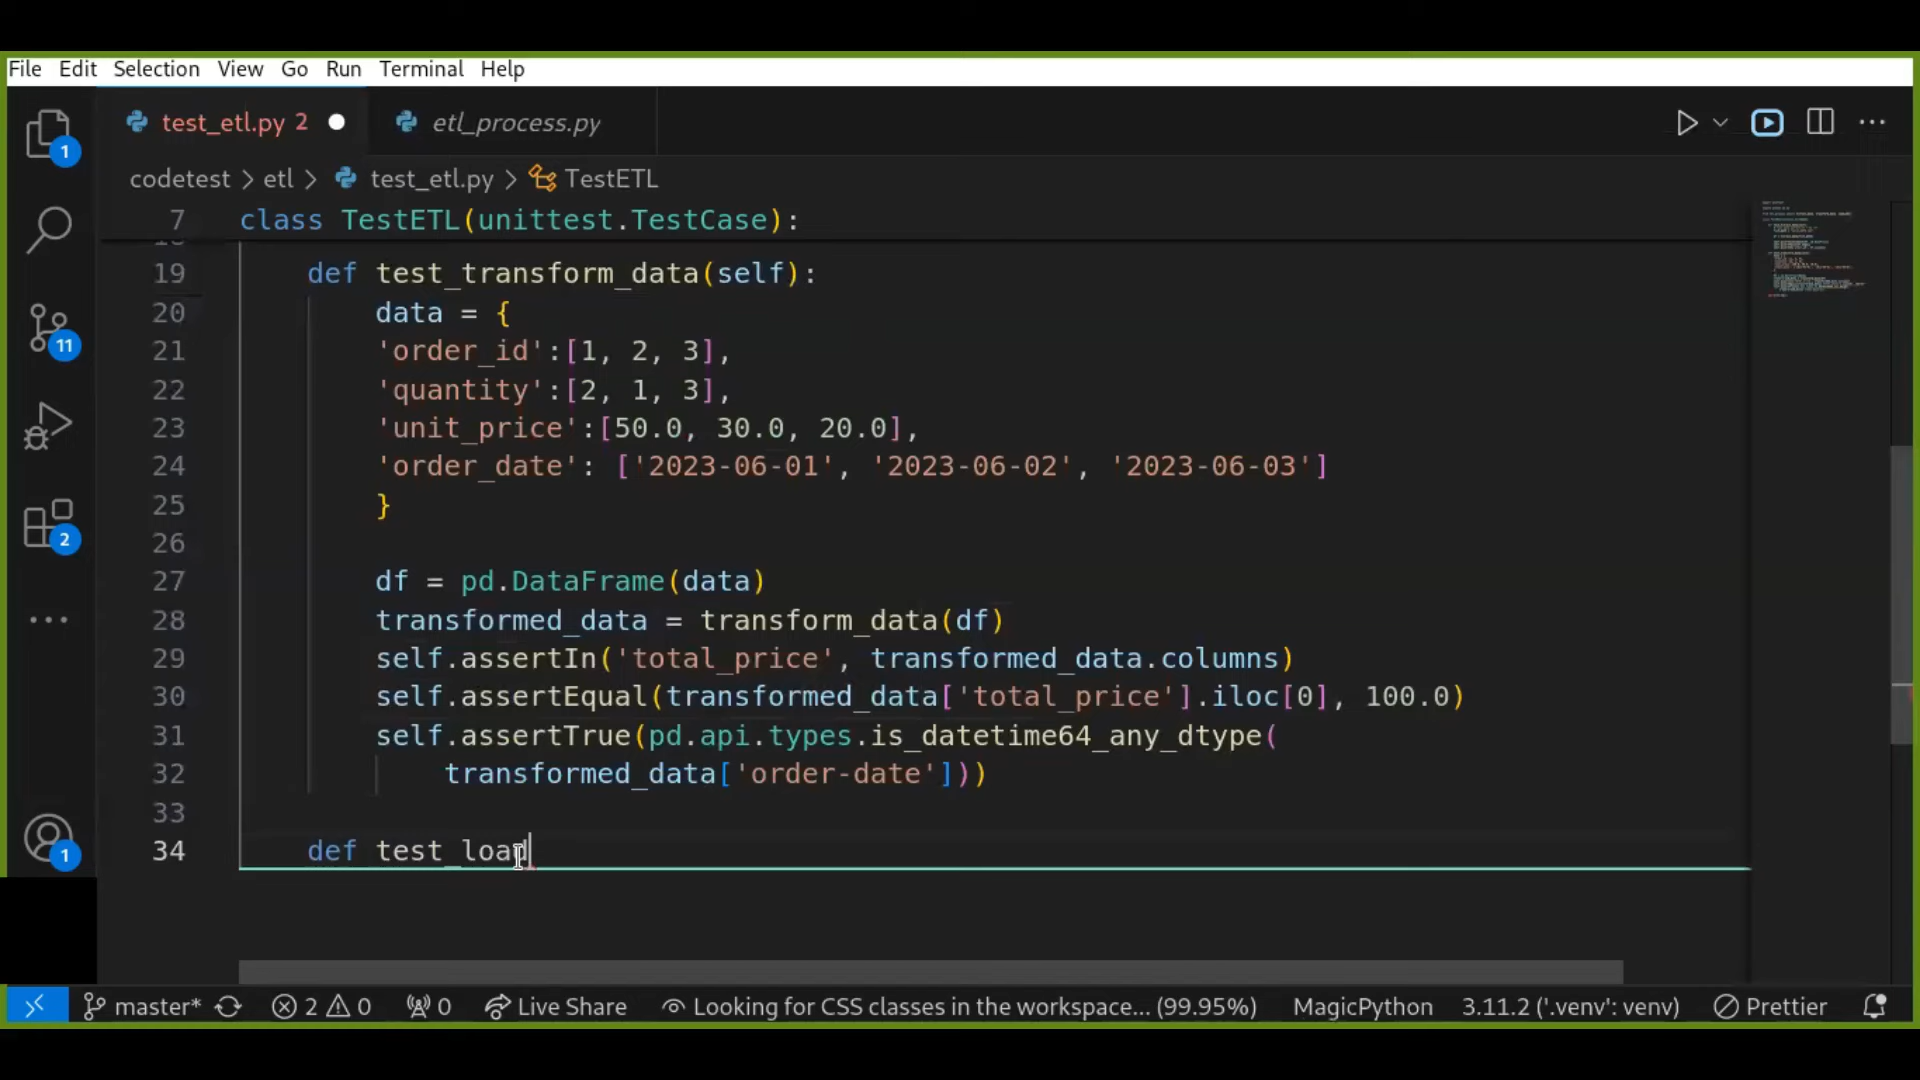 File Edit Selection View Go Run Terminal Help
test_etl.py 2 etl_process.py
codetest > etl > test_etl.py > TestETL
7 class TestETL(unittest.TestCase):
19 def test_transform_data(self):
20 data = {
21 'order_id':[1, 2, 3],
22 'quantity':[2, 1, 3],
23 'unit_price':[50.0, 30.0, 20.0],
24 'order_date': ['2023-06-01', '2023-06-02', '2023-06-03']
25 }
26
27 df = pd.DataFrame(data)
28 transformed_data = transform_data(df)
29 self.assertIn('total_price', transformed_data.columns)
30 self.assertEqual(transformed_data['total_price'].iloc[0], 100.0)
31 self.assertTrue(pd.api.types.is_datetime64_any_dtype(
32 transformed_data['order-date']))
33
34 def test_load
1
11
2
1
master* 2 0 0 Live Share Looking for CSS classes in the workspace... (99.95%) MagicPython 3.11.2 ('.venv': venv) Prettier